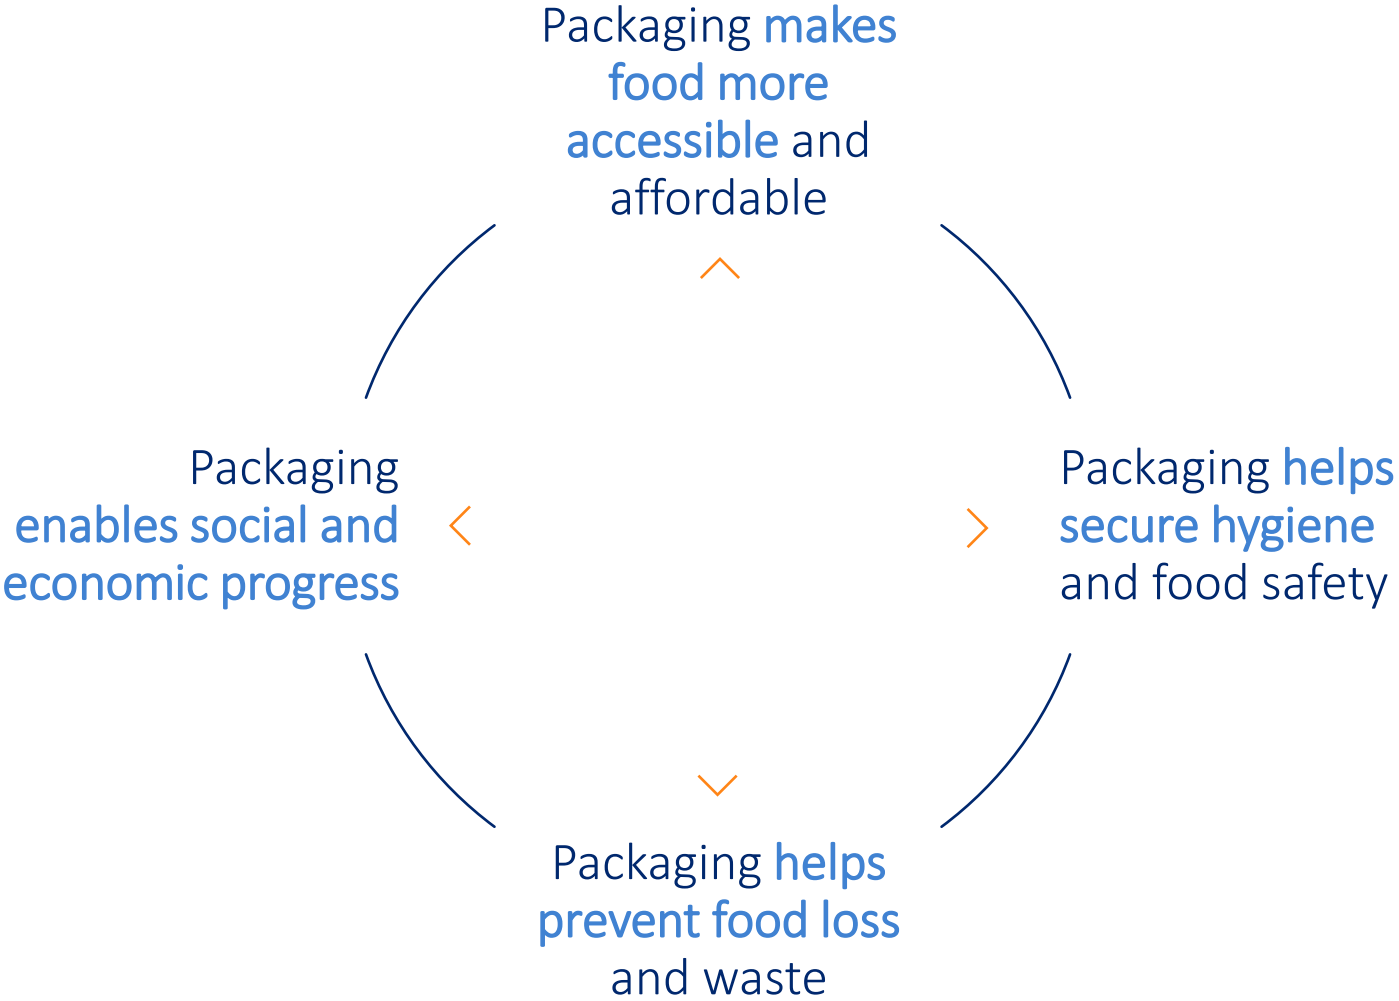 Packaging makes
food more
accessible and
affordable
Packaging
enables social and
economic progress
Packaging helps
secure hygiene
and food safety
Packaging helps
prevent food loss
and waste